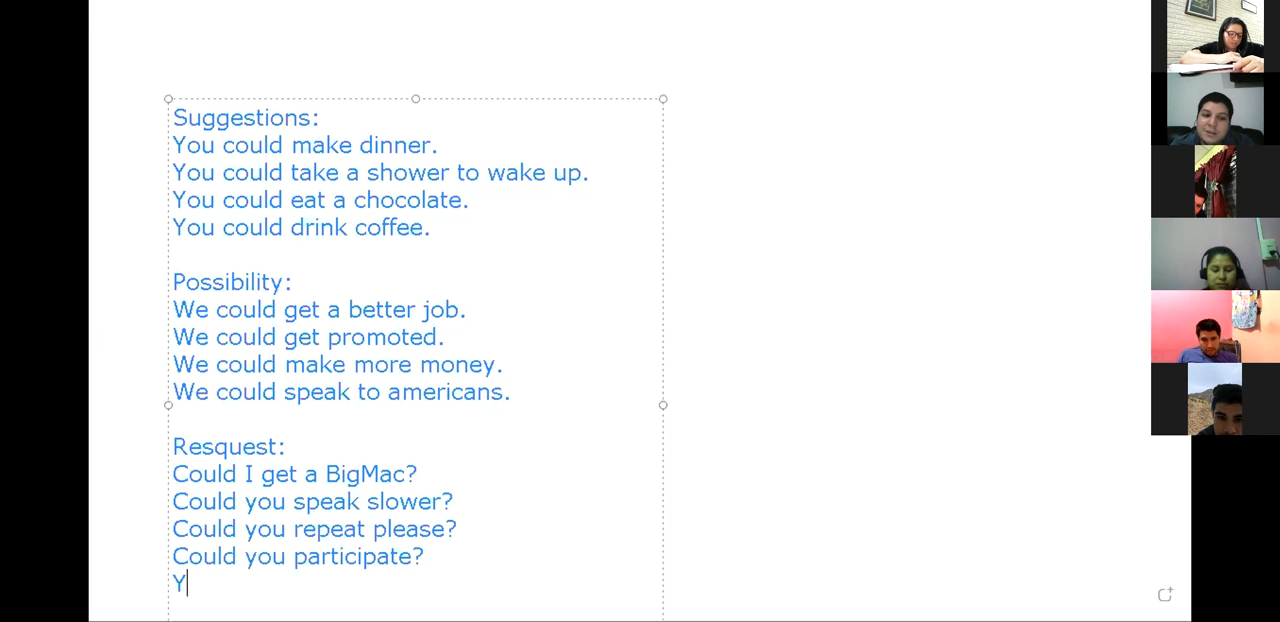 Suggestions:
You could make dinner.
You could take a shower to wake up.
You could eat a chocolate.
You could drink coffee.
Possibility:
We could get a better job.
We could get promoted.
We could make more money.
We could speak to americans.
Resquest:
Could I get a BigMac?
Could you speak slower?
Could you repeat please?
Could you participate?
Y